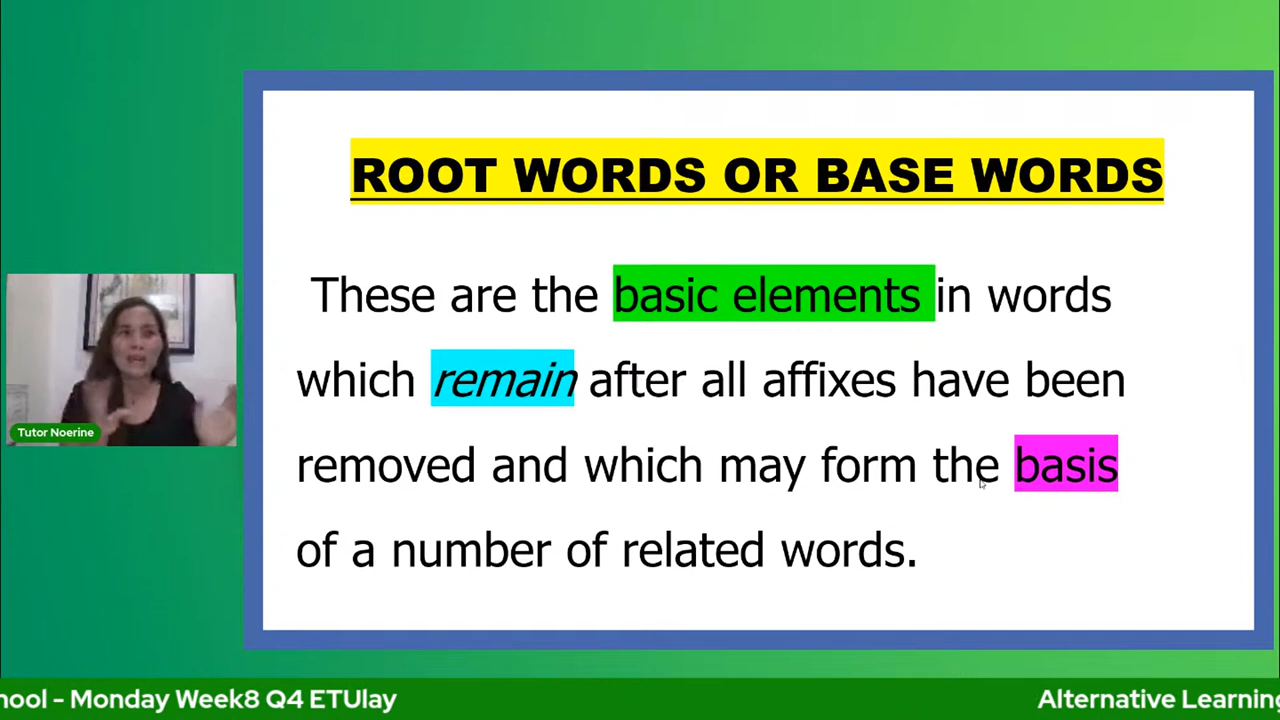 ROOT WORDS OR BASE WORDS
These are the basic elements in words
which remain after all affixes have been
removed and which may form the basis
of a number of related words.
Tutor Noerine
hool - Monday Week8 Q4 ETUlay
Alternative Learning